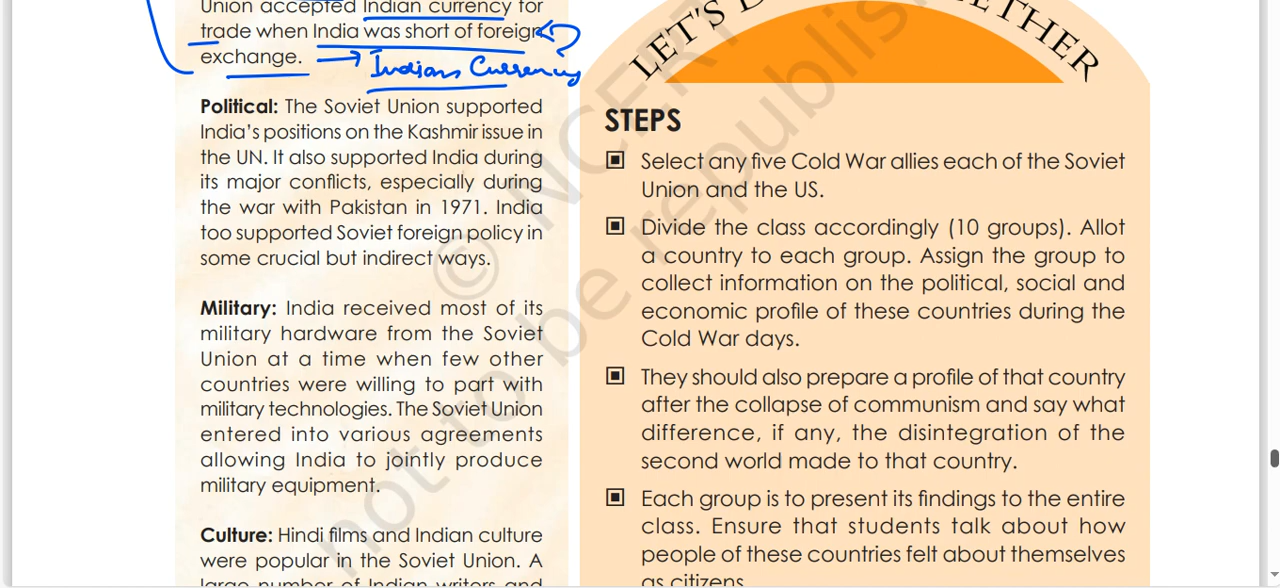 Union accepted Indian currency for
trade when India was short of foreign
exchange. → Indians Currency
Political: The Soviet Union supported
India's positions on the Kashmir issue in
the UN. It also supported India during
its major conflicts, especially during
the war with Pakistan in 1971. India
too supported Soviet foreign policy in
some crucial but indirect ways.
Military: India received most of its
military hardware from the Soviet
Union at a time when few other
countries were willing to part with
military technologies. The Soviet Union
entered into various agreements
allowing India to jointly produce
military equipment.
Culture: Hindi films and Indian culture
were popular in the Soviet Union. A
large number of Indian writers and
LET'S
STEPS
Select any five Cold War allies each of the Soviet
Union and the US.
Divide the class accordingly (10 groups). Allot
a country to each group. Assign the group to
collect information on the political, social and
economic profile of these countries during the
Cold War days.
They should also prepare a profile of that country
after the collapse of communism and say what
difference, if any, the disintegration of the
second world made to that country.
Each group is to present its findings to the entire
class. Ensure that students talk about how
people of these countries felt about themselves
as citizens.
© NCERT
not to be republis